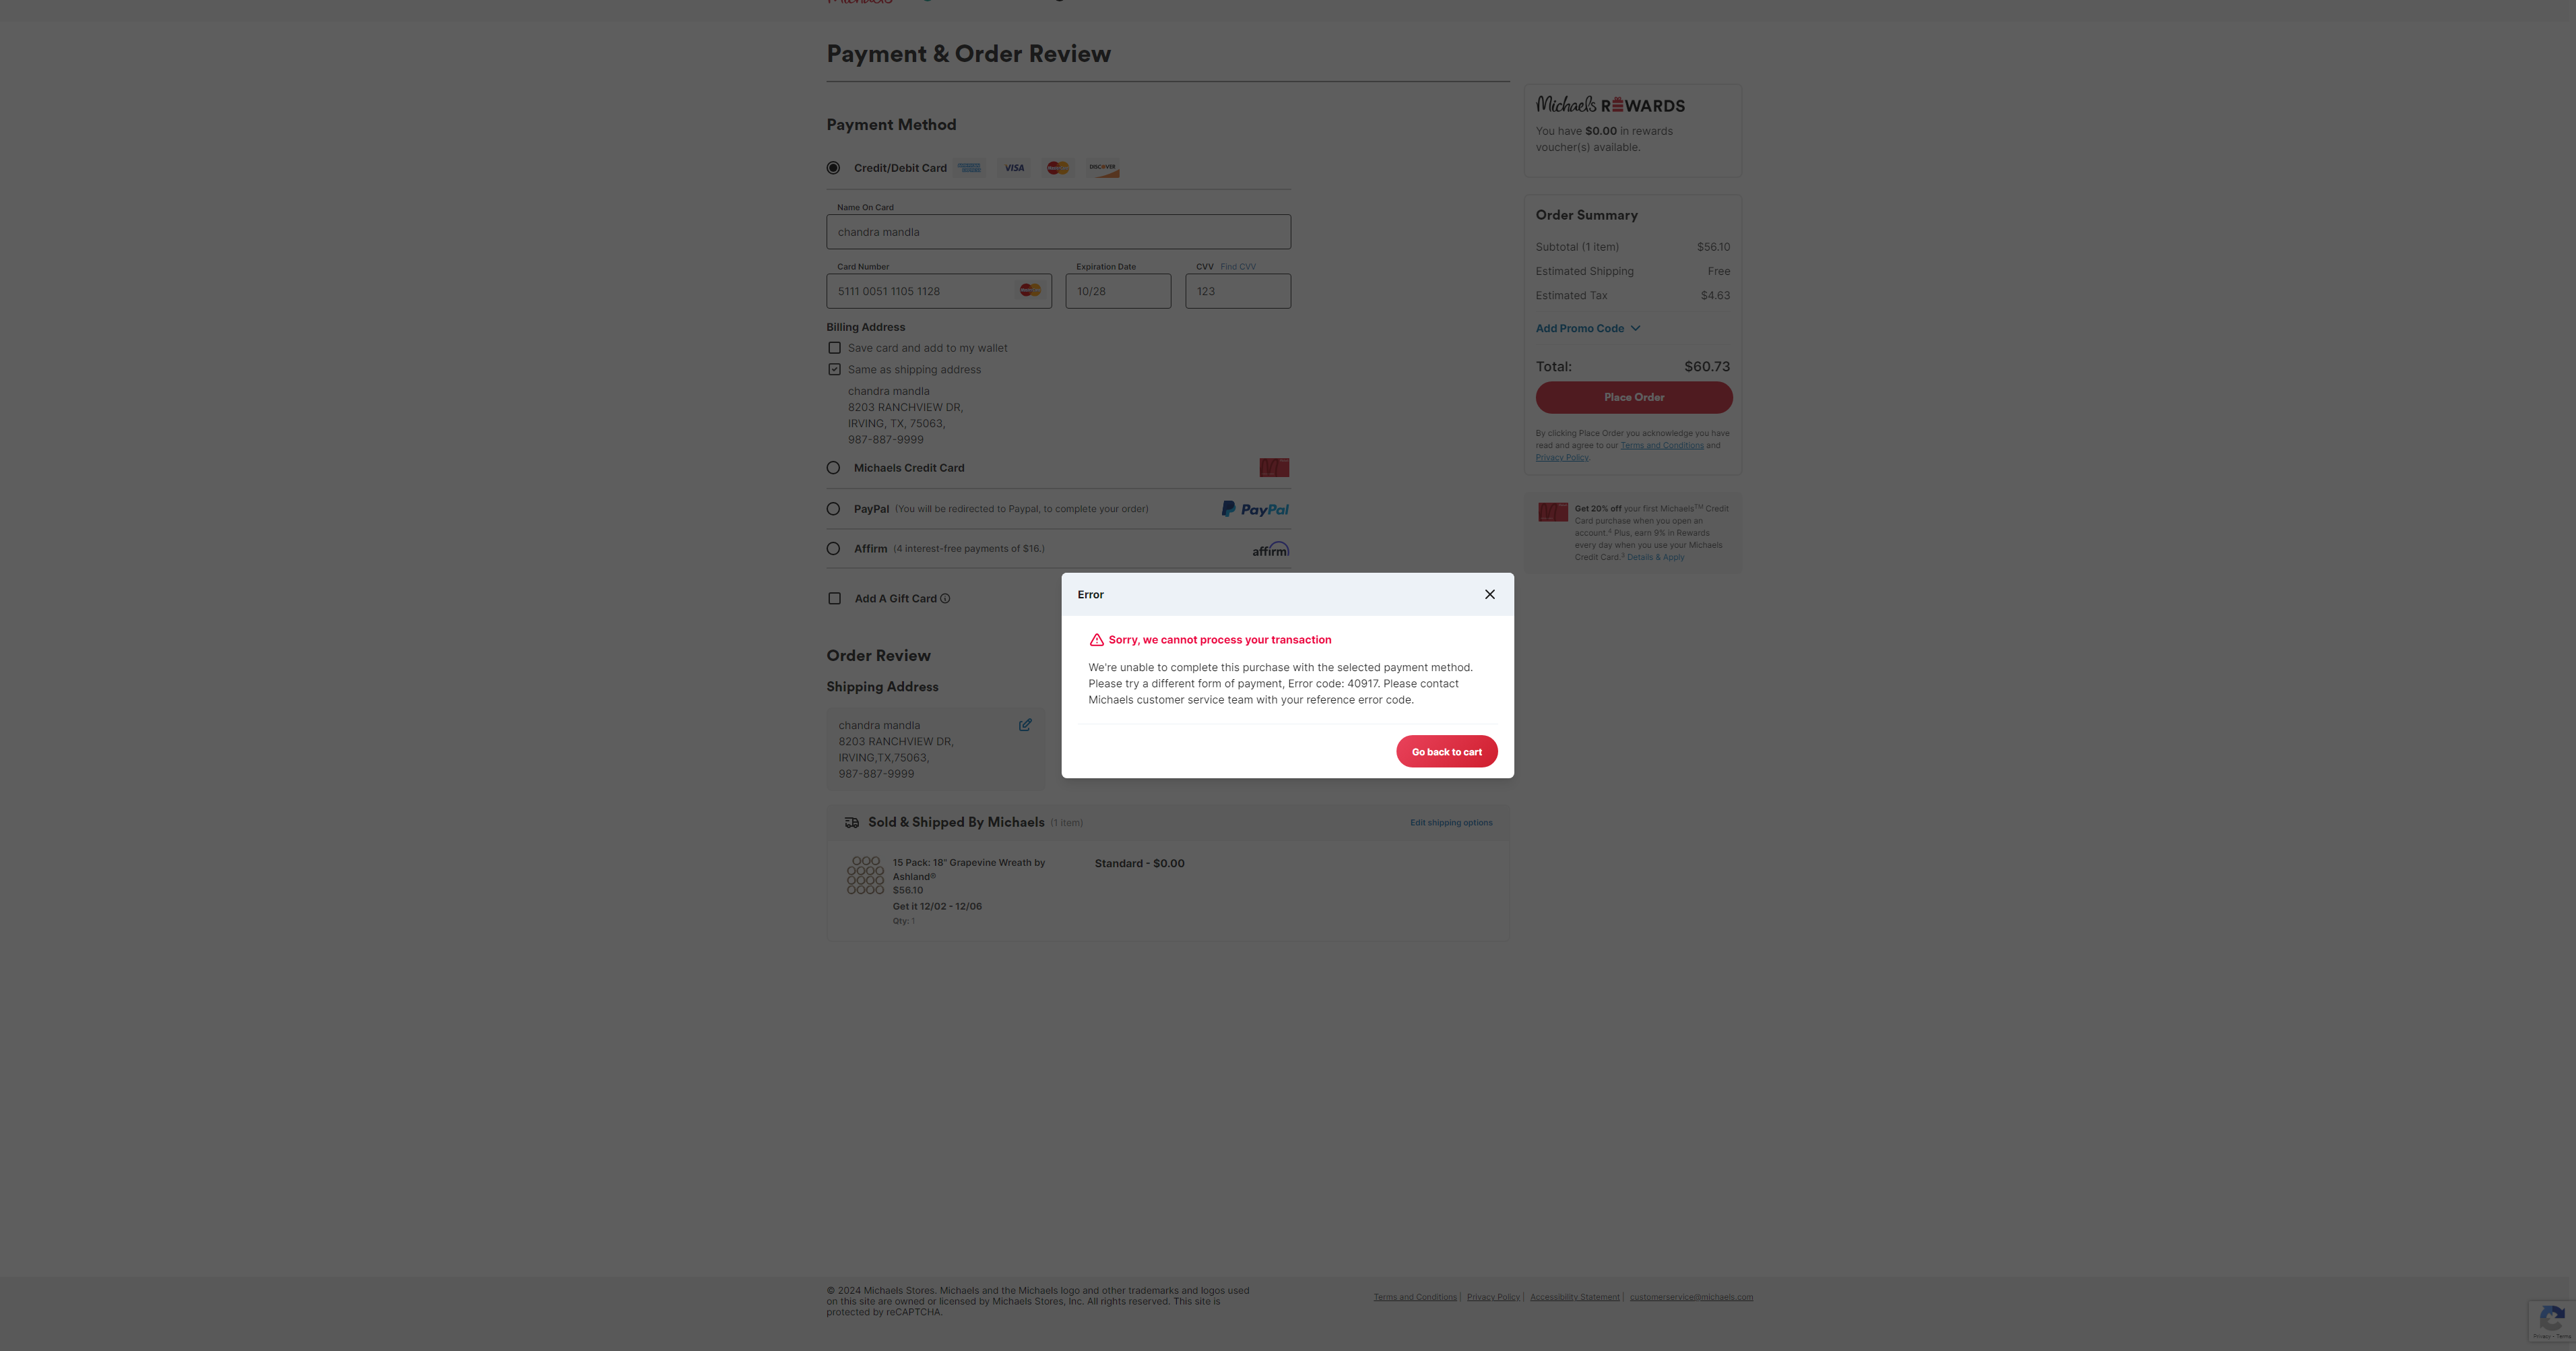 Michaels
Payment & Order Review
Payment Method
Credit/Debit Card VISA DISCOVER
Name On Card
chandra mandla
Card Number
5111 0051 1105 1128
Expiration Date
10/28
CVV Find CVV
123
Billing Address
Save card and add to my wallet
Same as shipping address
chandra mandla
8203 RANCHVIEW DR,
IRVING, TX, 75063,
987-887-9999
Michaels Credit Card
PayPal (You will be redirected to Paypal, to complete your order) PayPal
Affirm (4 interest-free payments of $16.) affirm
Add A Gift Card
Order Review
Shipping Address
chandra mandla
8203 RANCHVIEW DR,
IRVING,TX,75063,
987-887-9999
Sold & Shipped By Michaels (1 item) Edit shipping options
15 Pack: 18" Grapevine Wreath by
Ashland®
$56.10
Get it 12/02 - 12/06
Qty: 1
Standard - $0.00
Michaels REWARDS
You have $0.00 in rewards
voucher(s) available.
Order Summary
Subtotal (1 item) $56.10
Estimated Shipping Free
Estimated Tax $4.63
Add Promo Code
Total: $60.73
Place Order
By clicking Place Order you acknowledge you have
read and agree to our Terms and Conditions and
Privacy Policy.
Get 20% off your first Michaels™ Credit
Card purchase when you open an
account.⁴ Plus, earn 9% in Rewards
every day when you use your Michaels
Credit Card.³ Details & Apply
Error
Sorry, we cannot process your transaction
We're unable to complete this purchase with the selected payment method.
Please try a different form of payment, Error code: 40917. Please contact
Michaels customer service team with your reference error code.
Go back to cart
© 2024 Michaels Stores. Michaels and the Michaels logo and other trademarks and logos used
on this site are owned or licensed by Michaels Stores, Inc. All rights reserved. This site is
protected by reCAPTCHA.
Terms and Conditions | Privacy Policy | Accessibility Statement | customerservice@michaels.com
Privacy - Terms